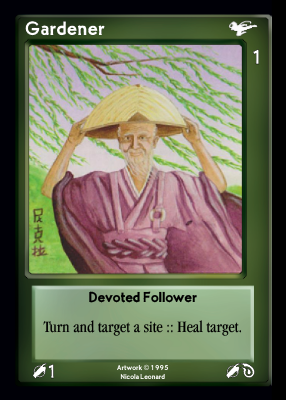 Gardener
1
Devoted Follower
Turn and target a site :: Heal target.
1
Artwork © 1995
Nicola Leonard